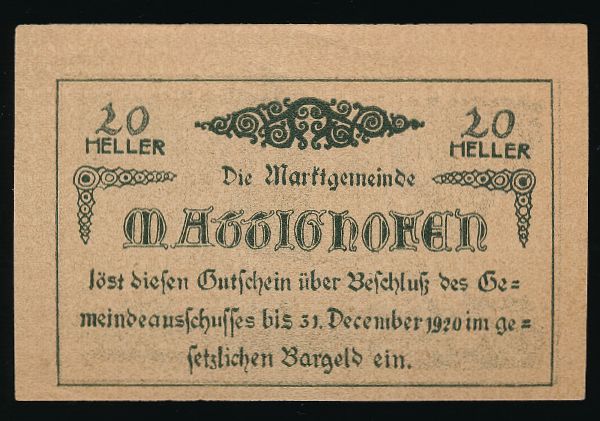 20 HELLER
20 HELLER
Die Marktgemeinde
MATTIGHOFEN
löst diesen Gutschein über Beschluß des Ge=
meindeausschusses bis 31. December 1920 im ge=
setzlichen Bargeld ein.